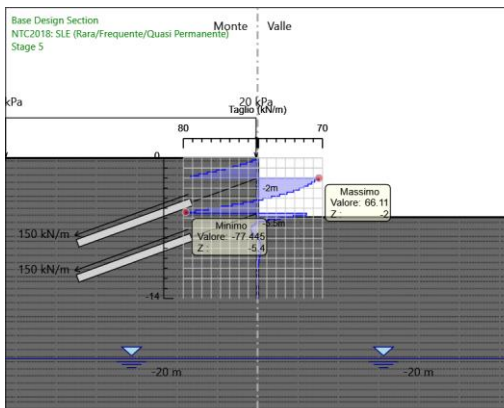 Base Design Section
NTC2018: SLE (Rara/Frequente/Quasi Permanente)
Stage 5
Monte
Valle
kPa
20 kPa
Taglio (kN/m)
80
70
0
-2m
Massimo
Valore: 66.11
Z : -2
Minimo
Valore: -77.445
Z : -5.4
-5.5m
150 kN/m
150 kN/m
-14
-20 m
-20 m